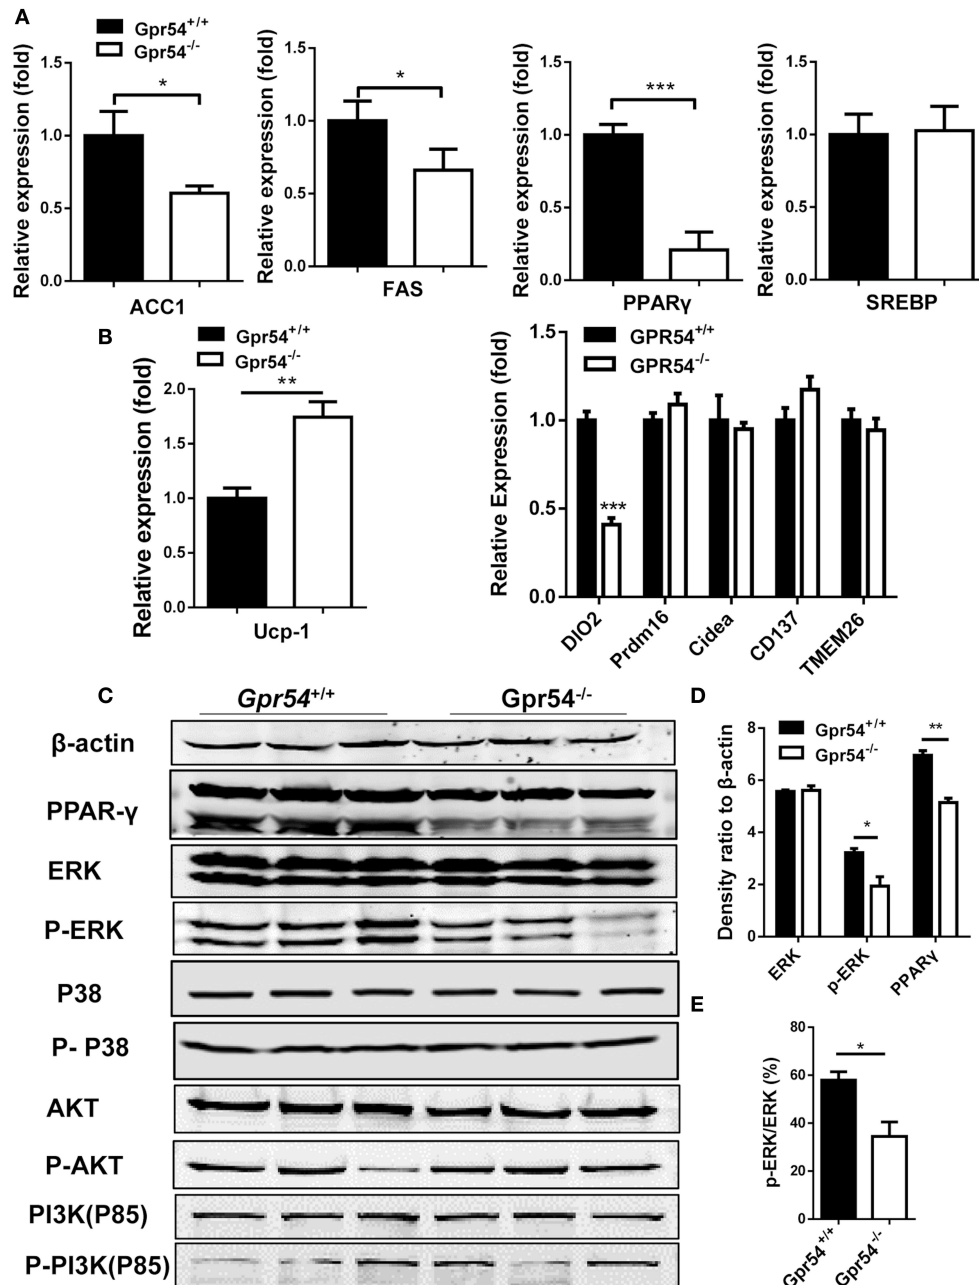 A
Gpr54+/+
Gpr54-/-
Relative expression (fold)
1.5
1.0
0.5
0.0
*
ACC1
Relative expression (fold)
1.5
1.0
0.5
0.0
*
FAS
Relative expression (fold)
1.5
1.0
0.5
0.0
***
PPARγ
Relative expression (fold)
1.5
1.0
0.5
0.0
SREBP
B
Gpr54+/+
Gpr54-/-
Relative expression (fold)
2.0
1.5
1.0
0.5
0.0
**
Ucp-1
GPR54+/+
GPR54-/-
Relative Expression (fold)
1.5
1.0
0.5
0.0
***
DIO2
Prdm16
Cidea
CD137
TMEM26
C
Gpr54+/+
Gpr54-/-
β-actin
PPAR-γ
ERK
P-ERK
P38
P- P38
AKT
P-AKT
PI3K(P85)
P-PI3K(P85)
D
Gpr54+/+
Gpr54-/-
Density ratio to β-actin
8
6
4
2
0
*
**
ERK
p-ERK
PPARγ
E
p-ERK/ERK (%)
80
60
40
20
0
*
Gpr54+/+
Gpr54-/-